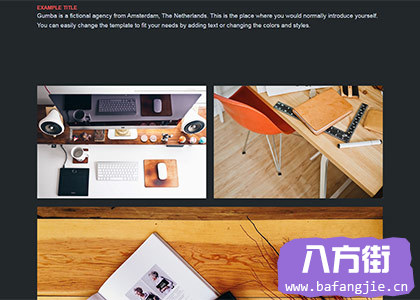 EXAMPLE TITLE
Gumba is a fictional agency from Amsterdam, The Netherlands. This is the place where you would normally introduce yourself.
You can easily change the template to fit your needs by adding text or changing the colors and styles.
八方街
www.bafangjie.cn